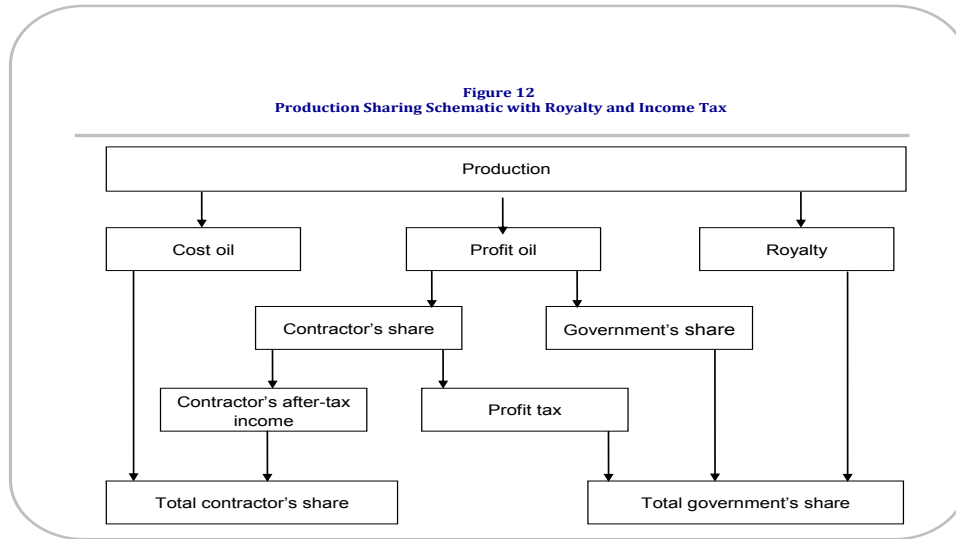 Figure 12
Production Sharing Schematic with Royalty and Income Tax
Production
Cost oil
Profit oil
Royalty
Contractor’s share
Government’s share
Contractor’s after-tax
income
Profit tax
Total contractor’s share
Total government’s share